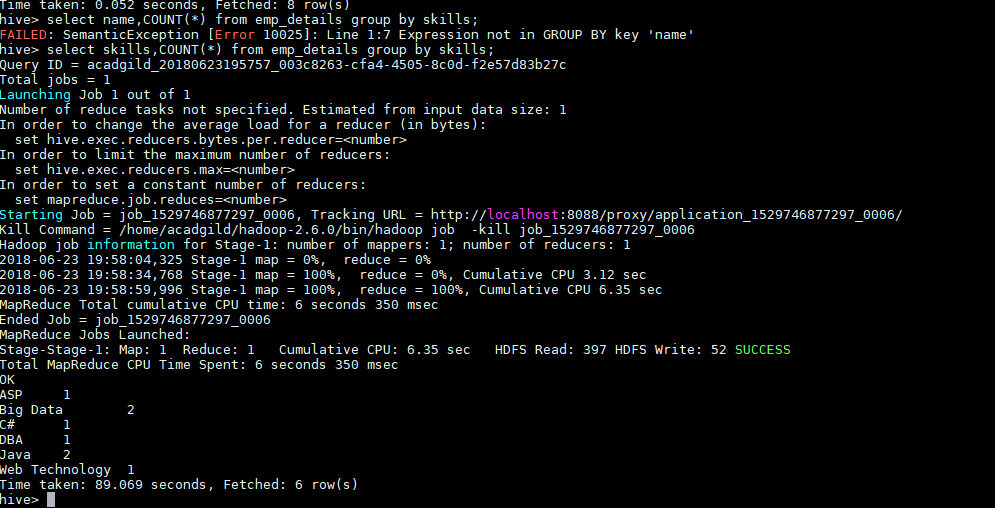 Time taken: 0.052 seconds, Fetched: 8 row(s)
hive> select name,COUNT(*) from emp_details group by skills;
FAILED: SemanticException [Error 10025]: Line 1:7 Expression not in GROUP BY key 'name'
hive> select skills,COUNT(*) from emp_details group by skills;
Query ID = acadgild_20180623195757_003c8263-cfa4-4505-8c0d-f2e57d83b27c
Total jobs = 1
Launching Job 1 out of 1
Number of reduce tasks not specified. Estimated from input data size: 1
In order to change the average load for a reducer (in bytes):
  set hive.exec.reducers.bytes.per.reducer=<number>
In order to limit the maximum number of reducers:
  set hive.exec.reducers.max=<number>
In order to set a constant number of reducers:
  set mapreduce.job.reduces=<number>
Starting Job = job_1529746877297_0006, Tracking URL = http://localhost:8088/proxy/application_1529746877297_0006/
Kill Command = /home/acadgild/hadoop-2.6.0/bin/hadoop job  -kill job_1529746877297_0006
Hadoop job information for Stage-1: number of mappers: 1; number of reducers: 1
2018-06-23 19:58:04,325 Stage-1 map = 0%,  reduce = 0%
2018-06-23 19:58:34,768 Stage-1 map = 100%,  reduce = 0%, Cumulative CPU 3.12 sec
2018-06-23 19:58:59,996 Stage-1 map = 100%,  reduce = 100%, Cumulative CPU 6.35 sec
MapReduce Total cumulative CPU time: 6 seconds 350 msec
Ended Job = job_1529746877297_0006
MapReduce Jobs Launched:
Stage-Stage-1: Map: 1  Reduce: 1   Cumulative CPU: 6.35 sec   HDFS Read: 397 HDFS Write: 52 SUCCESS
Total MapReduce CPU Time Spent: 6 seconds 350 msec
OK
ASP     1
Big Data        2
C#      1
DBA     1
Java    2
Web Technology  1
Time taken: 89.069 seconds, Fetched: 6 row(s)
hive>